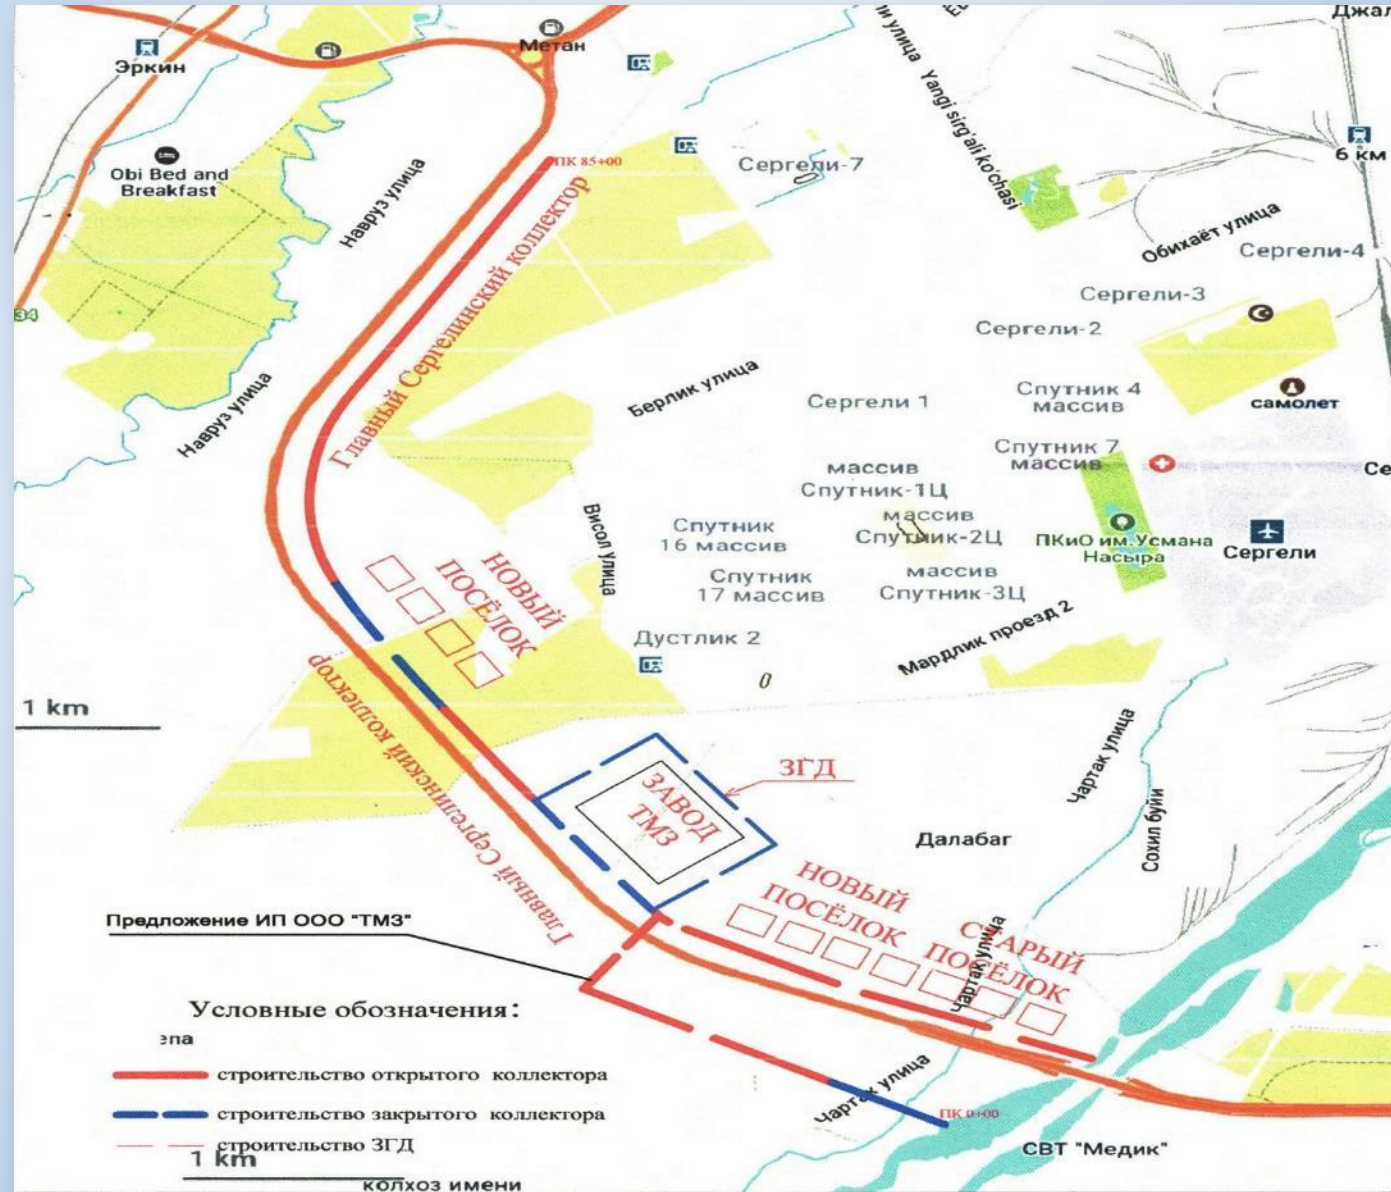 Джал
Метан
Эркин
ли улица
Yangi sirg'ali ko'chasi
6 км
ПК 85+00
Сергели-7
Obi Bed and
Breakfast
Навруз улица
Обихаёт улица
Сергели-4
Главный Сергелинский коллектор
Сергели-3
34
Сергели-2
Берлик улица
Спутник 4
массив
самолет
Сергели 1
Навруз улица
Спутник 7
массив
Се
массив
Спутник-1Ц
массив
Спутник-2Ц
Висол улица
Спутник
16 массив
ПКиО им.Усмана
Насыра
Сергели
НОВЫЙ
ПОСЁЛОК
Спутник
17 массив
массив
Спутник-3Ц
Дустлик 2
Мардлик проезд 2
1 km
Главный Сергелинский коллектор
ЗГД
ЗАВОД
ТМЗ
Чартак улица
Сохил буйи
Далабаг
Предложение ИП ООО "ТМЗ"
НОВЫЙ
ПОСЁЛОК
СТАРЫЙ
ПОСЁЛОК
Чартак улица
Условные обозначения:
епа
строительство открытого коллектора
строительство закрытого коллектора
строительство ЗГД
1 km
Чартак улица
ПК 0+00
СВТ "Медик"
колхоз имени